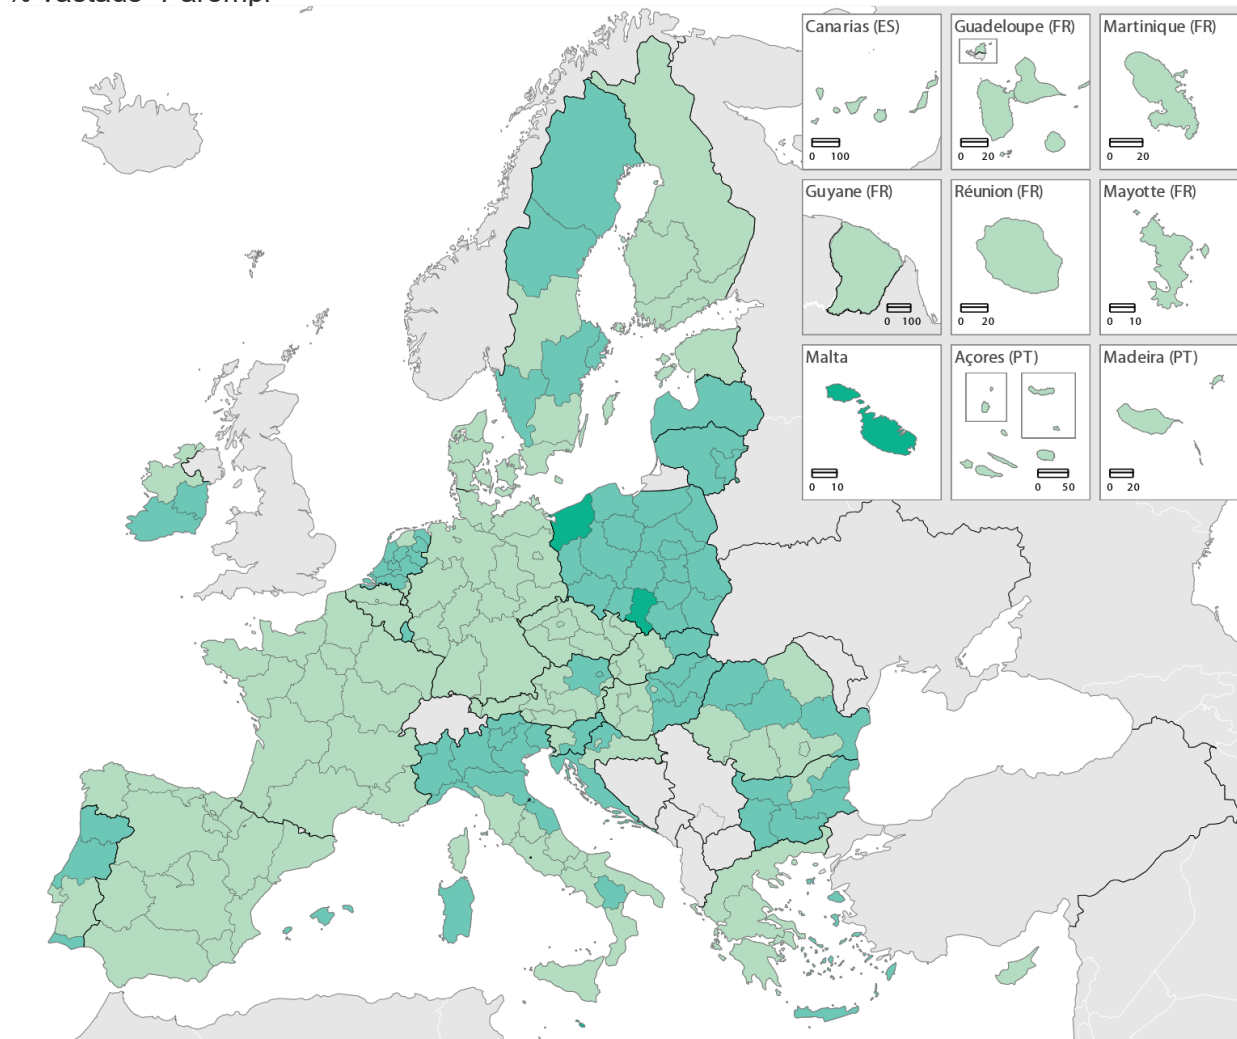 Canarias (ES)
0 100
Guadeloupe (FR)
0 20
Martinique (FR)
0 20
Guyane (FR)
0 100
Réunion (FR)
0 20
Mayotte (FR)
0 10
Malta
0 10
Açores (PT)
0 50
Madeira (PT)
0 20